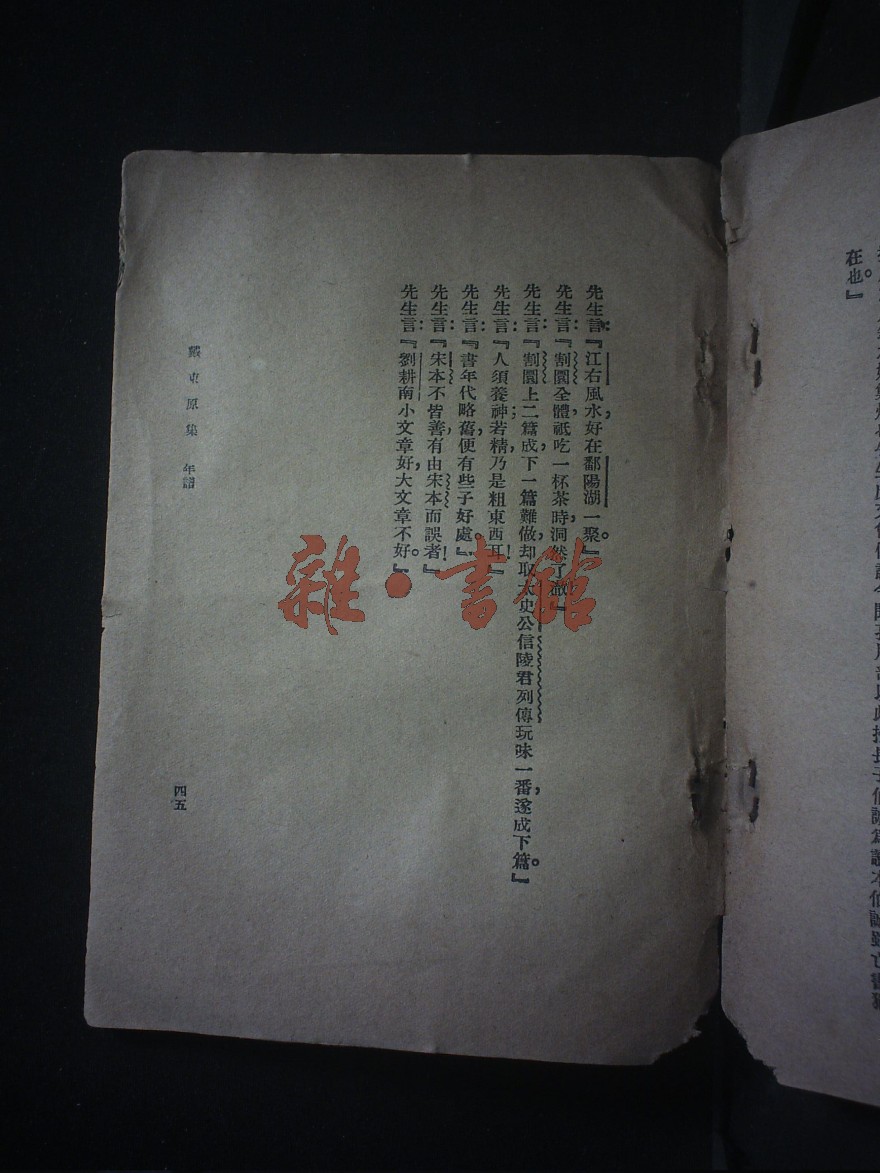 在也。』
先生言：『江右風水好在鄱陽湖一聚。』
先生言：『割圜全體，祇吃一杯茶時，洞然了澈。』
先生言：『割圜上二篇成，下一篇難做，却取太史公信陵君列傳玩味一番，遂成下篇。』
先生言：『人須養神；若精，乃是粗東西耳！』
先生言：『書年代略舊，便有些子好處。』
先生言：『宋本不皆善，有由宋本而誤者！』
先生言：『劉耕南小文章好，大文章不好。』
戴東原集 年譜
四五
雜·書館